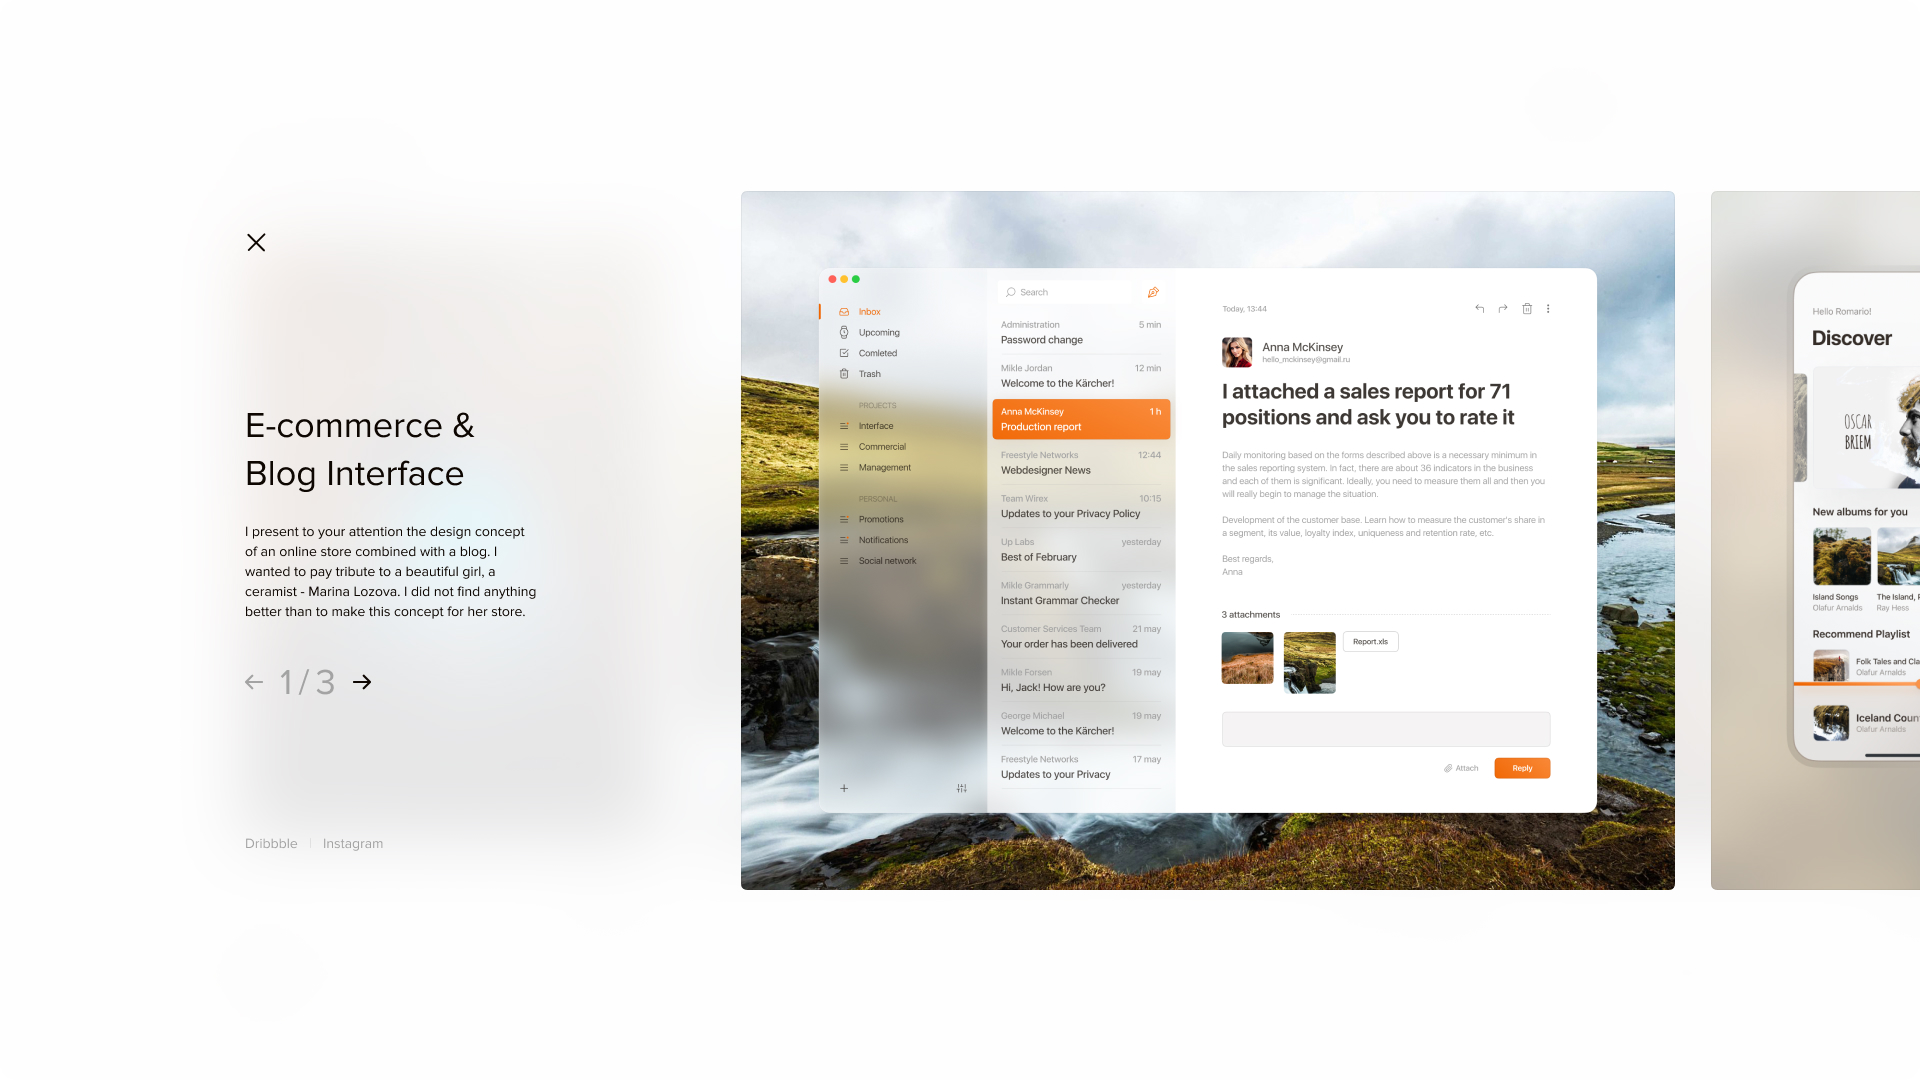 E-commerce &
Blog Interface
I present to your attention the design concept
of an online store combined with a blog. I
wanted to pay tribute to a beautiful girl, a
ceramist - Marina Lozova. I did not find anything
better than to make this concept for her store.
1 / 3
Dribbble | Instagram
Inbox
Upcoming
Comleted
Trash
PROJECTS
Interface
Commercial
Management
PERSONAL
Promotions
Notifications
Social network
Search
Administration 5 min
Password change
Mikle Jordan 12 min
Welcome to the Kärcher!
Anna McKinsey 1 h
Production report
Freestyle Networks 12:44
Webdesigner News
Team Wirex 10:15
Updates to your Privacy Policy
Up Labs yesterday
Best of February
Mikle Grammarly yesterday
Instant Grammar Checker
Customer Services Team 21 may
Your order has been delivered
Mikle Forsen 19 may
Hi, Jack! How are you?
George Michael 19 may
Welcome to the Kärcher!
Freestyle Networks 17 may
Updates to your Privacy
Today, 13:44
Anna McKinsey
hello_mckinsey@gmail.ru
I attached a sales report for 71
positions and ask you to rate it
Daily monitoring based on the forms described above is a necessary minimum in
the sales reporting system. In fact, there are about 36 indicators in the business
and each of them is significant. Ideally, you need to measure them all and then you
will really begin to manage the situation.
Development of the customer base. Learn how to measure the customer's share in
a segment, its value, loyalty index, uniqueness and retention rate, etc.
Best regards,
Anna
3 attachments
Report.xls
Attach
Reply
Hello Romario!
Discover
OSCAR
BRIEM
New albums for you
Island Songs
Olafur Arnalds
The Island,
Ray Hess
Recommend Playlist
Folk Tales and
Olafur Arnalds
Iceland
Olafur Arnalds